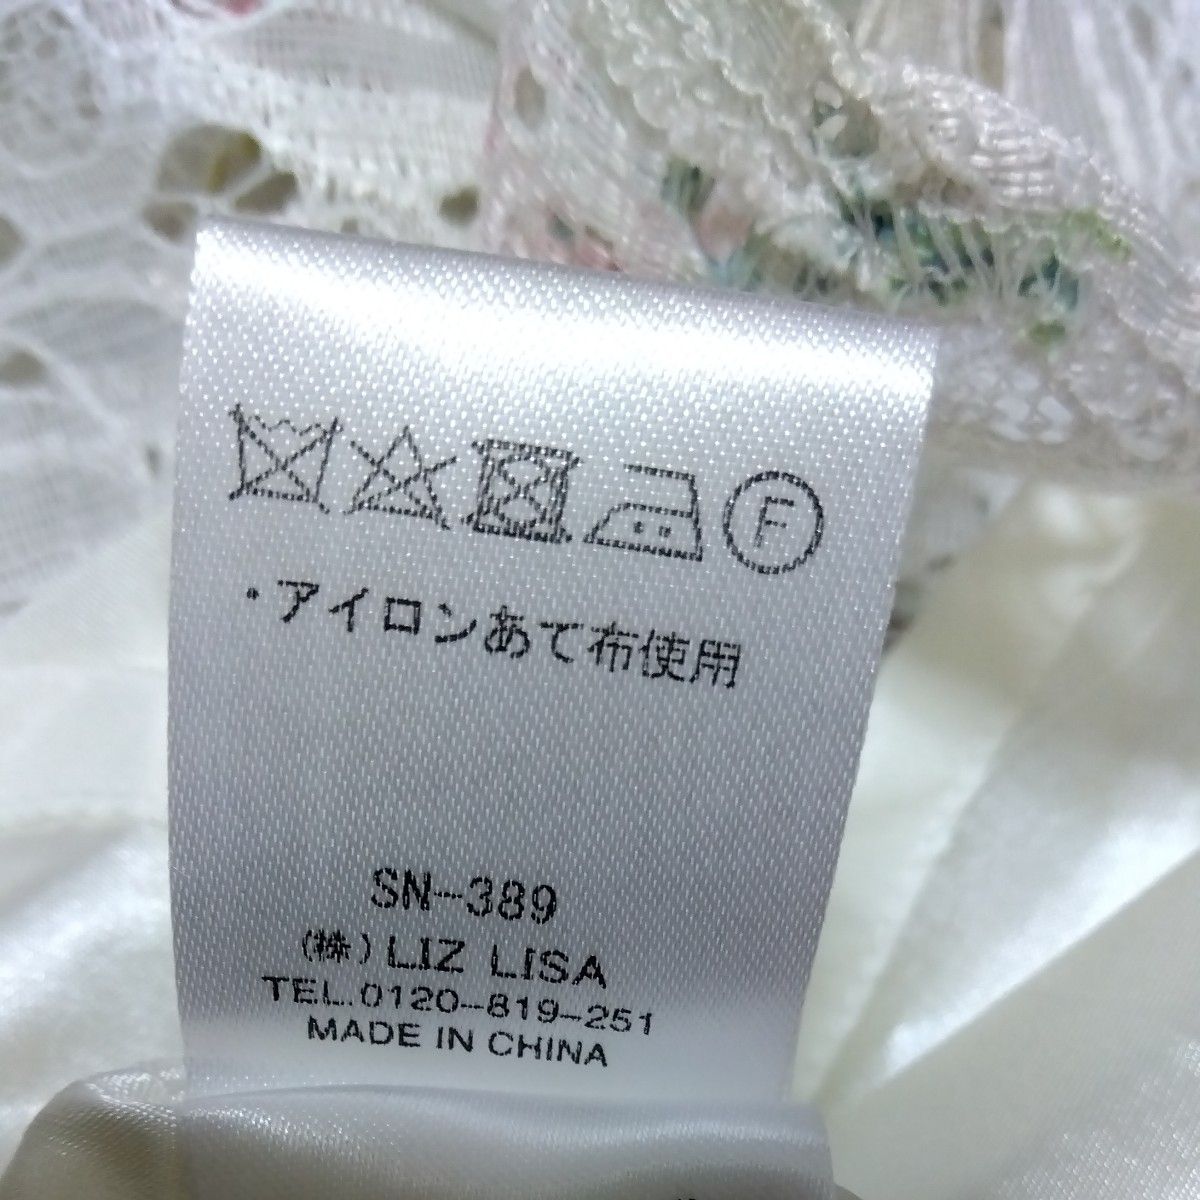 F
・アイロンあて布使用
SN-389
(株)LIZ LISA
TEL.0120-819-251
MADE IN CHINA